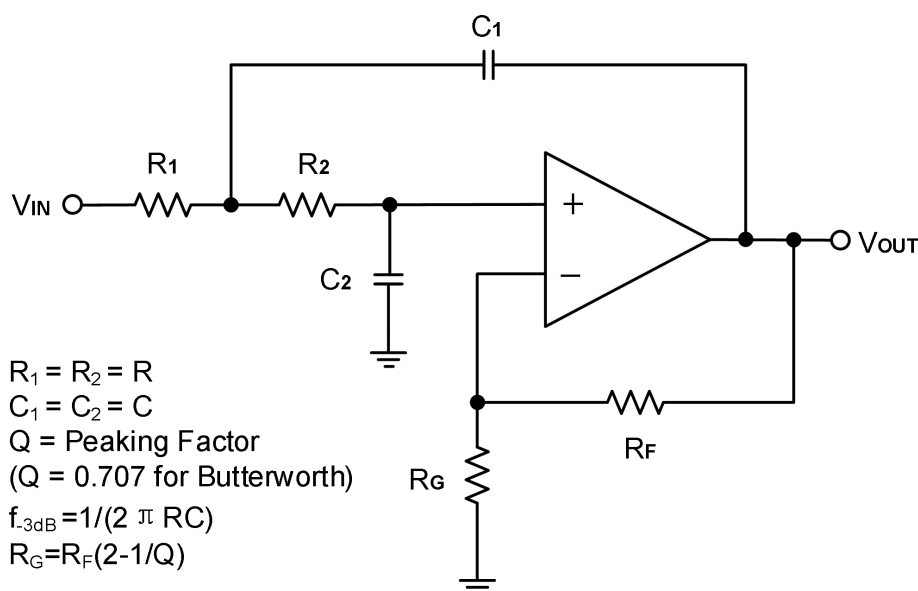 C1
R1
R2
VIN
+
−
VOUT
C2
RF
RG
R₁ = R₂ = R
C₁ = C₂ = C
Q = Peaking Factor
(Q = 0.707 for Butterworth)
f₋₃dB =1/(2 π RC)
RG=RF(2-1/Q)